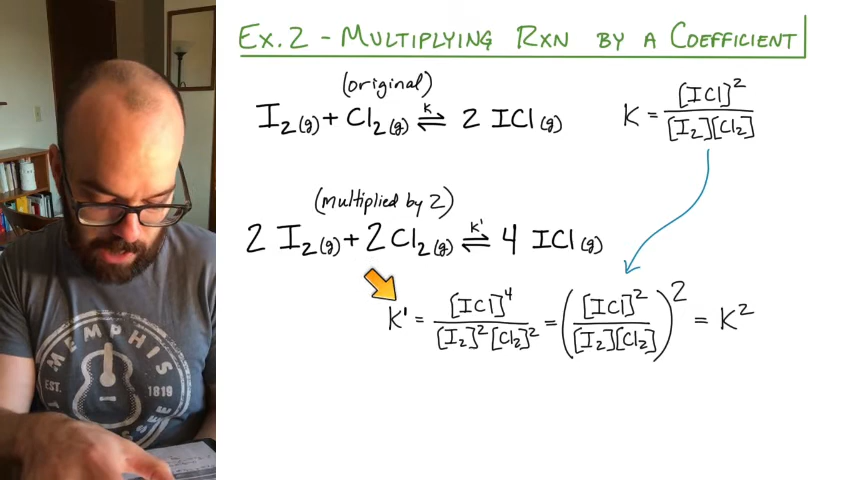 Ex. 2 - Multiplying Rxn by a Coefficient
(original)
I₂(g) + Cl₂(g) ⇌ 2 ICl(g)
K
K = [ICl]² / [I₂][Cl₂]
(multiplied by 2)
2 I₂(g) + 2 Cl₂(g) ⇌ 4 ICl(g)
K'
K' = [ICl]⁴ / [I₂]²[Cl₂]² = ([ICl]² / [I₂][Cl₂])² = K²
MEMPHIS
EST. 1819